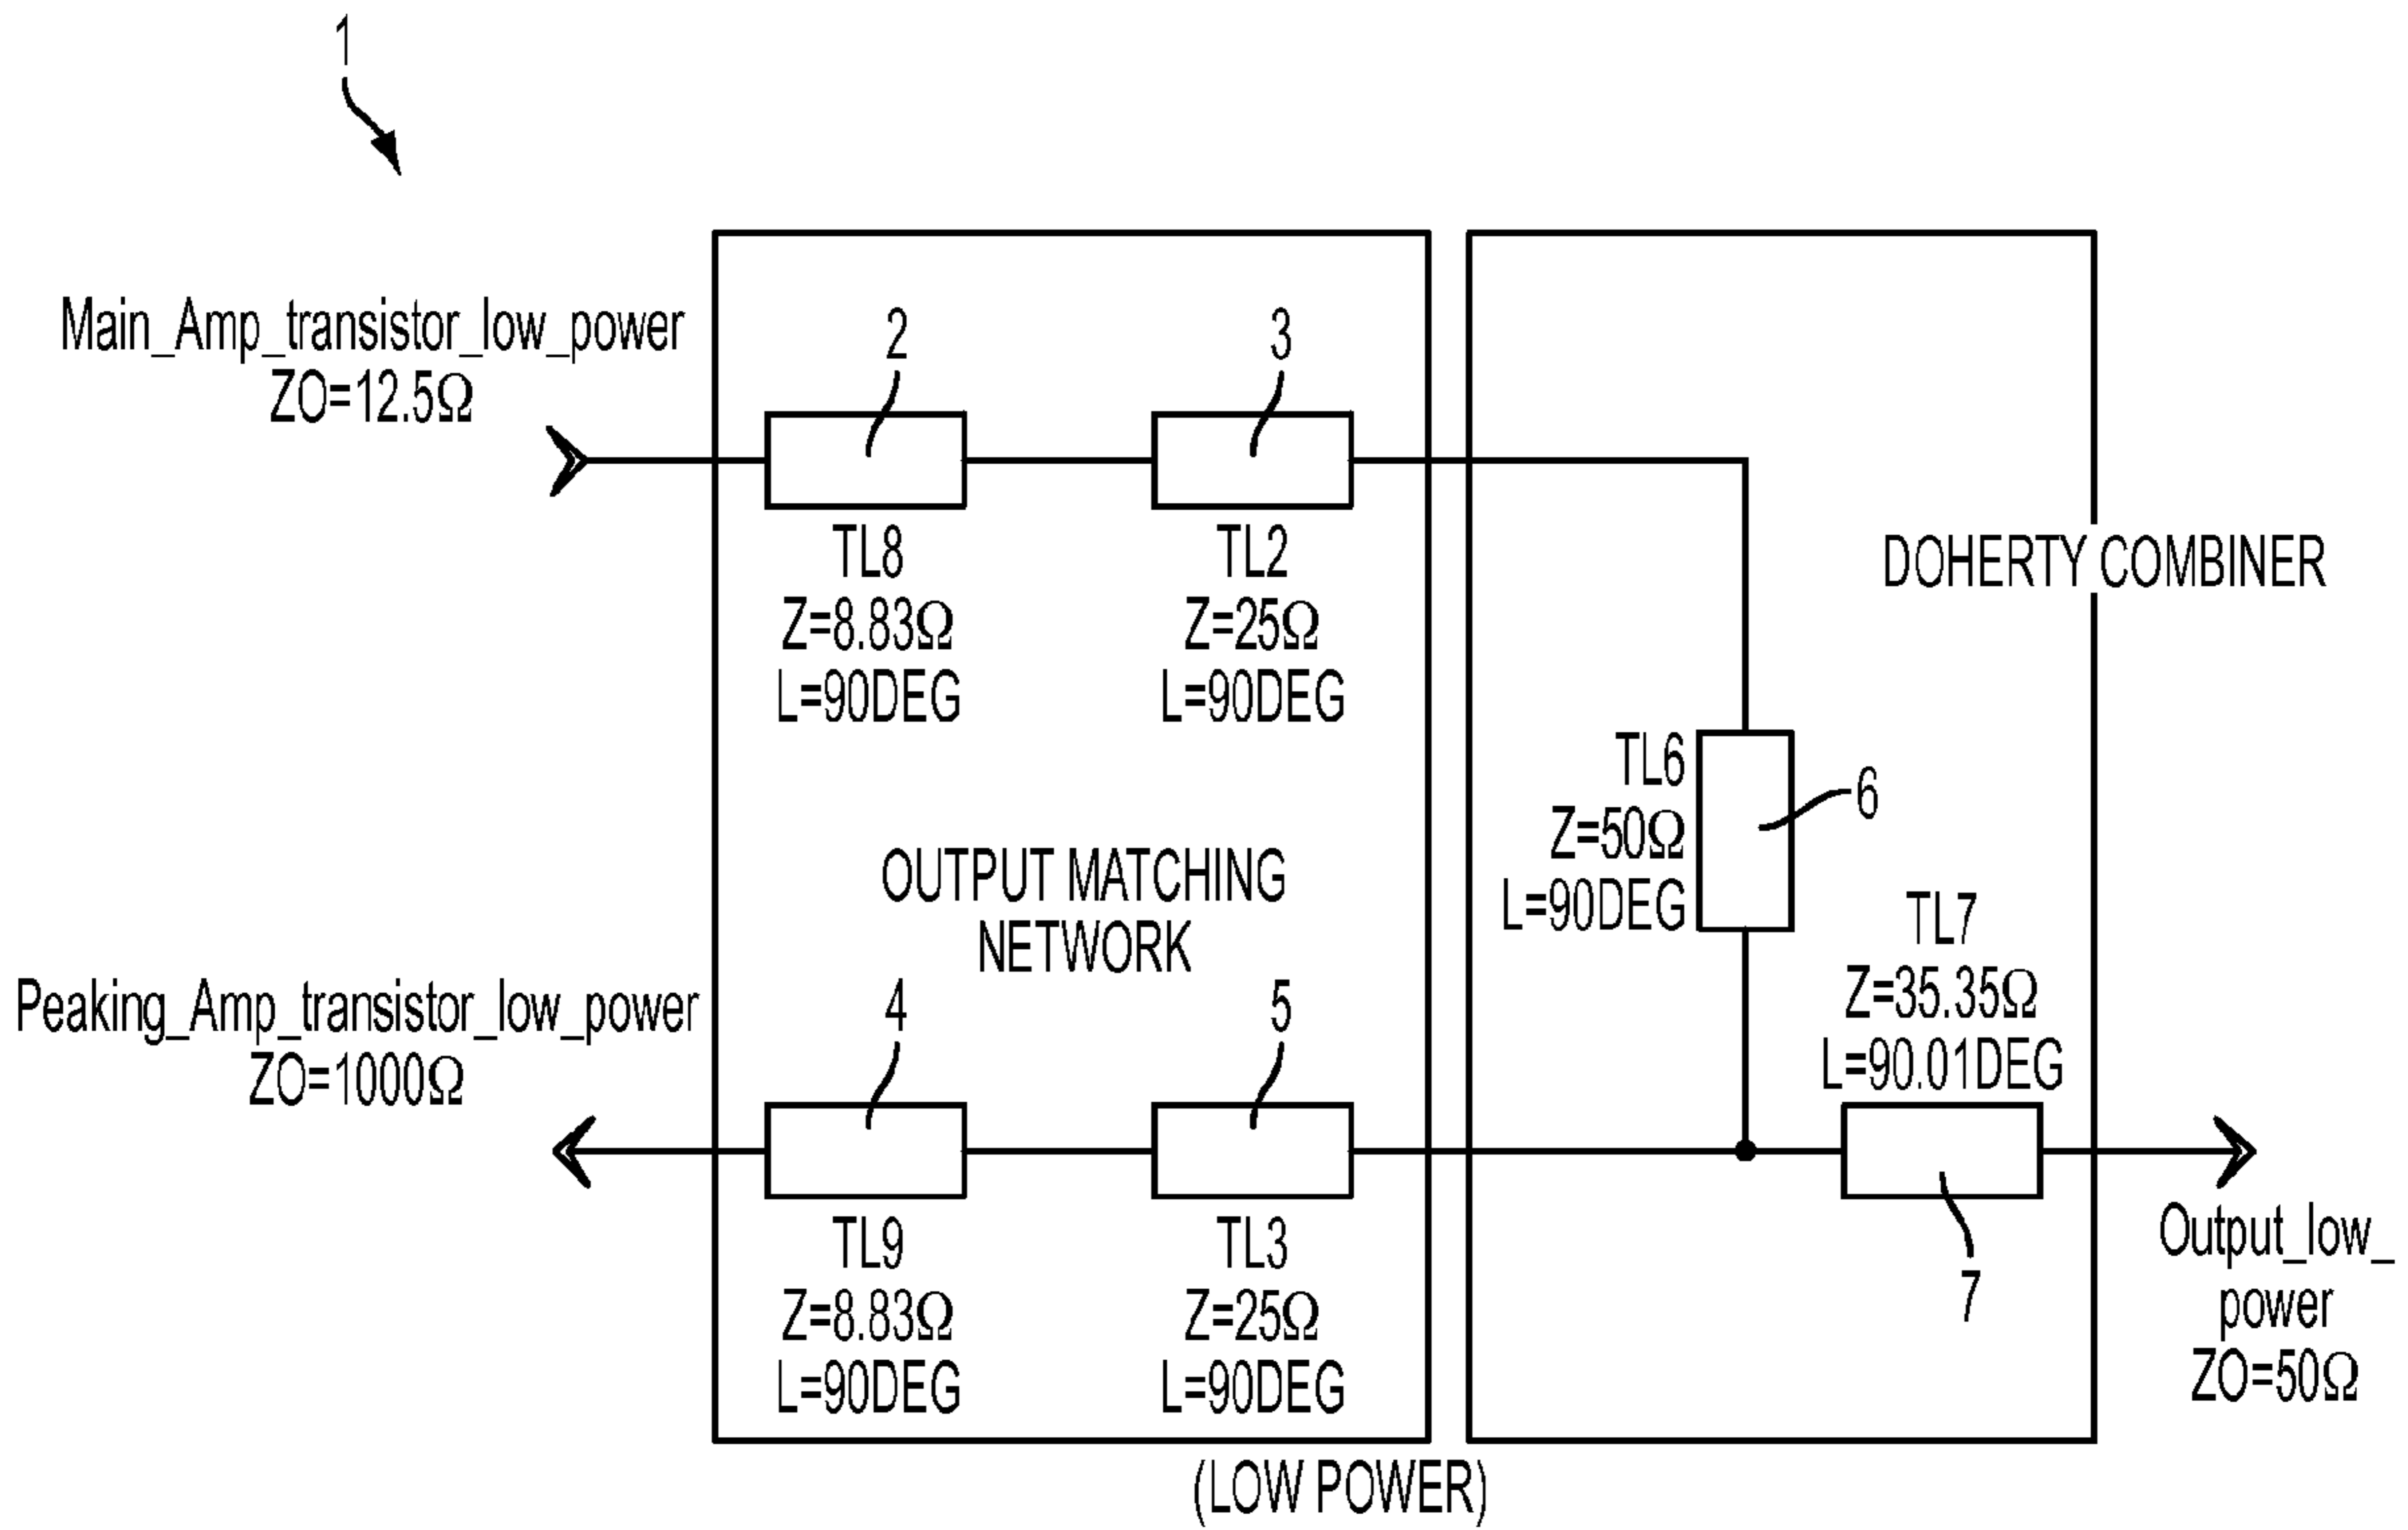 1
Main_Amp_transistor_low_power
ZO=12.5Ω
2
3
TL8
Z=8.83Ω
L=90DEG
TL2
Z=25Ω
L=90DEG
DOHERTY COMBINER
TL6
Z=50Ω
L=90DEG
6
OUTPUT MATCHING
NETWORK
TL7
Z=35.35Ω
L=90.01DEG
Peaking_Amp_transistor_low_power
ZO=1000Ω
4
5
TL9
Z=8.83Ω
L=90DEG
TL3
Z=25Ω
L=90DEG
7
Output_low_
power
ZO=50Ω
(LOW POWER)